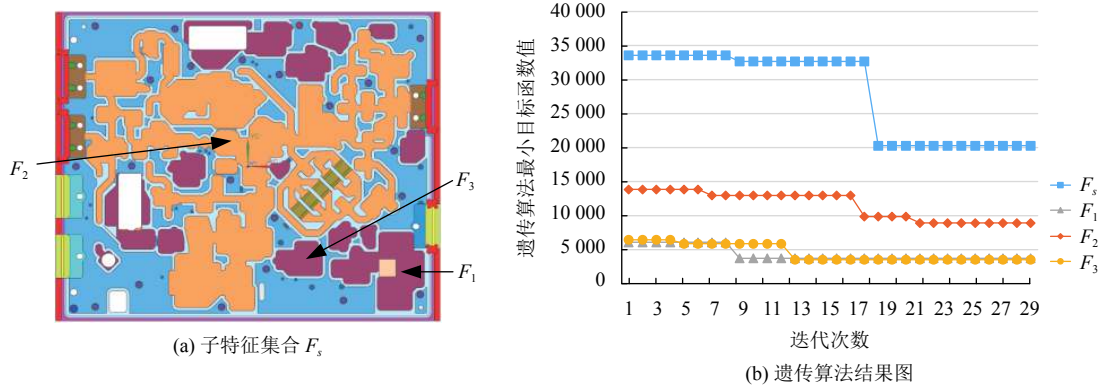 F₂
F₃
F₁
(a) 子特征集合 Fₛ
遗传算法最小目标函数值
40 000
35 000
30 000
25 000
20 000
15 000
10 000
5 000
0
1 3 5 7 9 11 13 15 17 19 21 23 25 27 29
迭代次数
Fₛ
F₁
F₂
F₃
(b) 遗传算法结果图